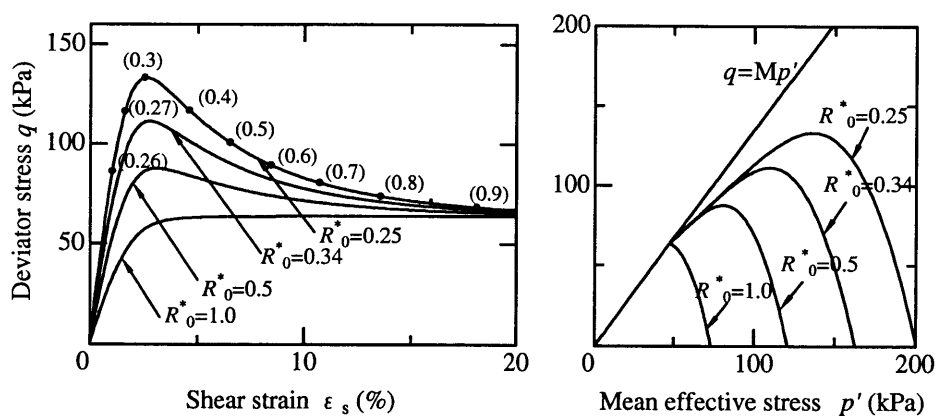 150
100
50
0
0
10
20
Deviator stress q (kPa)
Shear strain ε s (%)
(0.3)
(0.27)
(0.26)
(0.4)
(0.5)
(0.6)
(0.7)
(0.8)
(0.9)
R*0=0.25
R*0=0.34
R*0=0.5
R*0=1.0
200
100
0
0
100
200
Mean effective stress p' (kPa)
q=Mp'
R*0=0.25
R*0=0.34
R*0=0.5
R*0=1.0